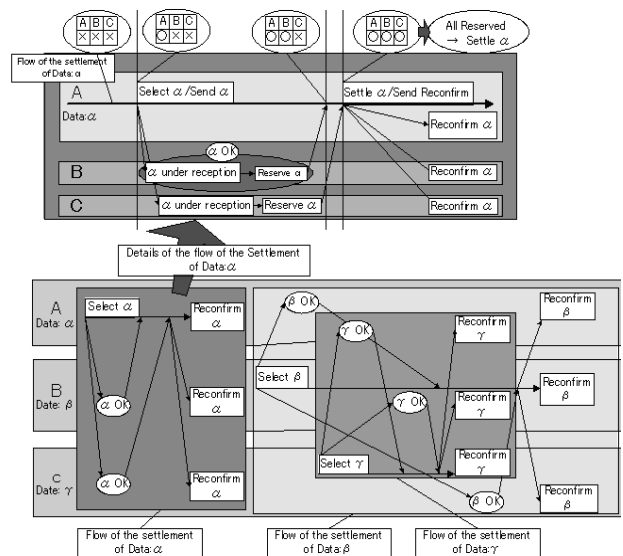 A B C
× × ×
A B C
○ × ×
A B C
○ ○ ×
A B C
○ ○ ○
All Reserved
→ Settle α
Flow of the settlement
of Data:α
A
Data:α
Select α/Send α
Settle α/Send Reconfirm
Reconfirm α
α OK
B
α under reception
Reserve α
Reconfirm α
C
α under reception
Reserve α
Reconfirm α
Details of the flow of the Settlement
of Data:α
A
Data: α
Select α
Reconfirm
α
β OK
γ OK
Reconfirm
γ
Reconfirm
β
B
Date: β
α OK
Reconfirm
α
Select β
γ OK
Reconfirm
γ
Reconfirm
β
c
Date: γ
α OK
Reconfirm
α
Select γ
Reconfirm
γ
β OK
Reconfirm
β
Flow of the settlement
of Data:α
Flow of the settlement
of Data:β
Flow of the settlement
of Data:γ